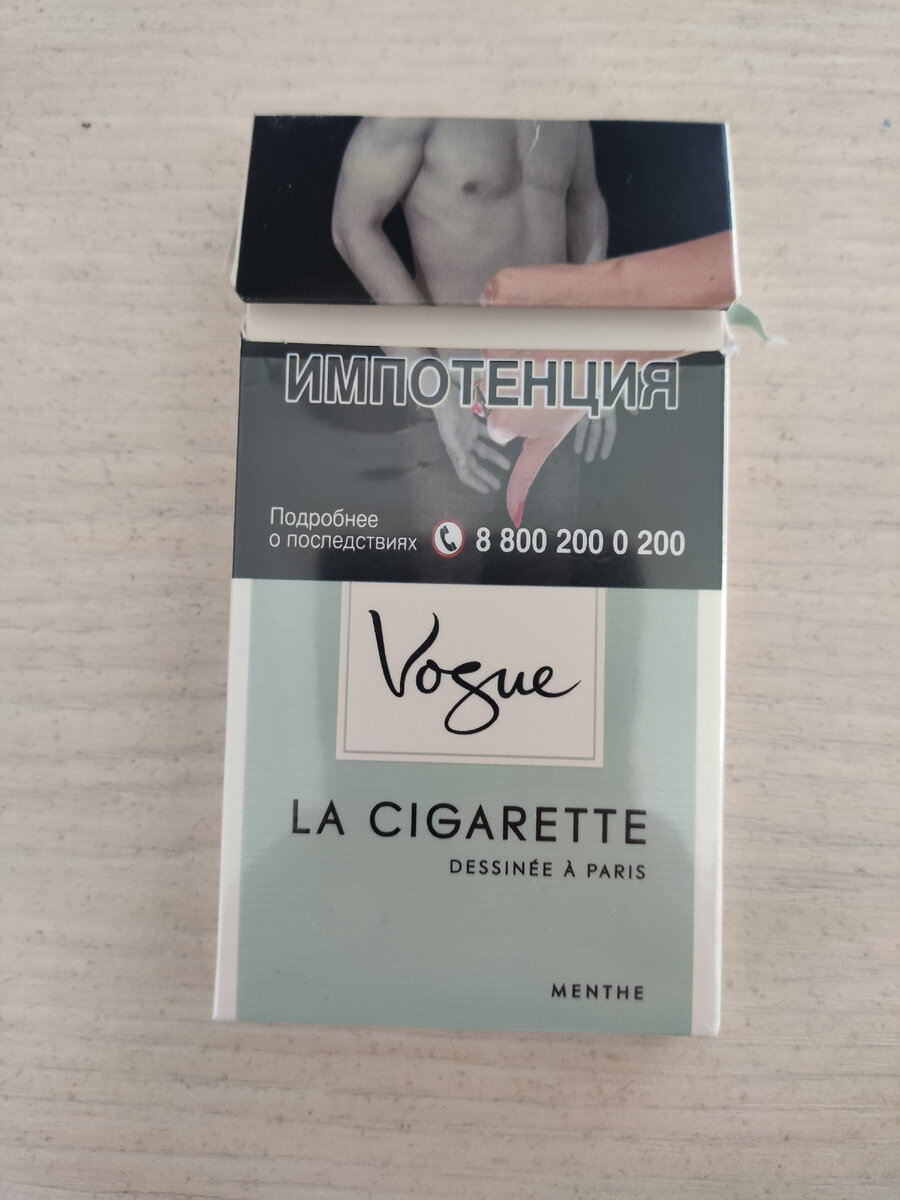 ИМПОТЕНЦИЯ
Подробнее
о последствиях 8 800 200 0 200
Vogue
LA CIGARETTE
DESSINÉE À PARIS
MENTHE